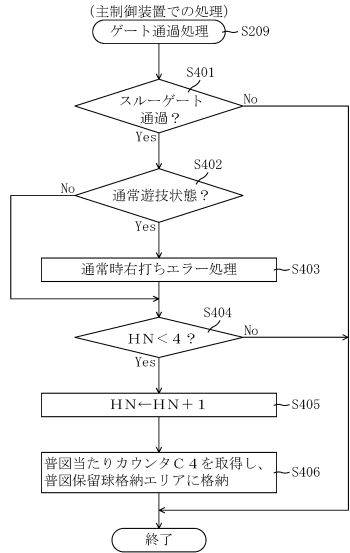 (主制御装置での処理)
ゲート通過処理
S209
S401
スルーゲート
通過?
No
Yes
S402
No
通常遊技状態?
Yes
通常時右打ちエラー処理
S403
S404
HN<4?
No
Yes
HN←HN+1
S405
普図当たりカウンタC4を取得し、
普図保留球格納エリアに格納
S406
終了